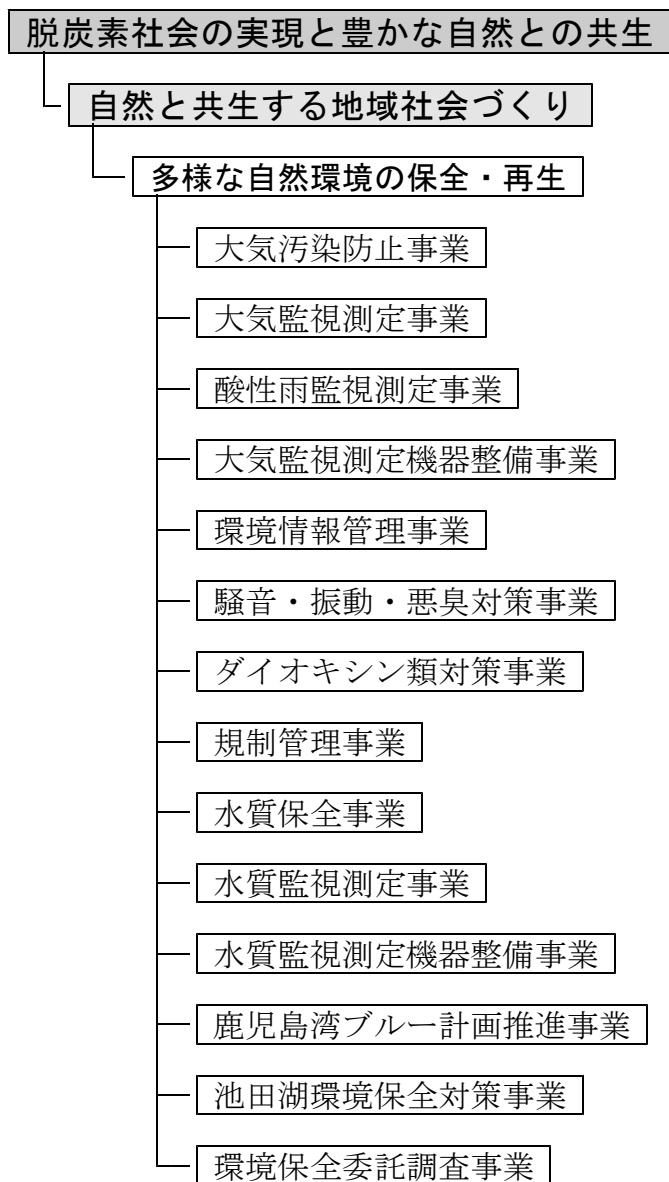 脱炭素社会の実現と豊かな自然との共生
自然と共生する地域社会づくり
多様な自然環境の保全・再生
大気汚染防止事業
大気監視測定事業
酸性雨監視測定事業
大気監視測定機器整備事業
環境情報管理事業
騒音・振動・悪臭対策事業
ダイオキシン類対策事業
規制管理事業
水質保全事業
水質監視測定事業
水質監視測定機器整備事業
鹿児島湾ブルー計画推進事業
池田湖環境保全対策事業
環境保全委託調査事業